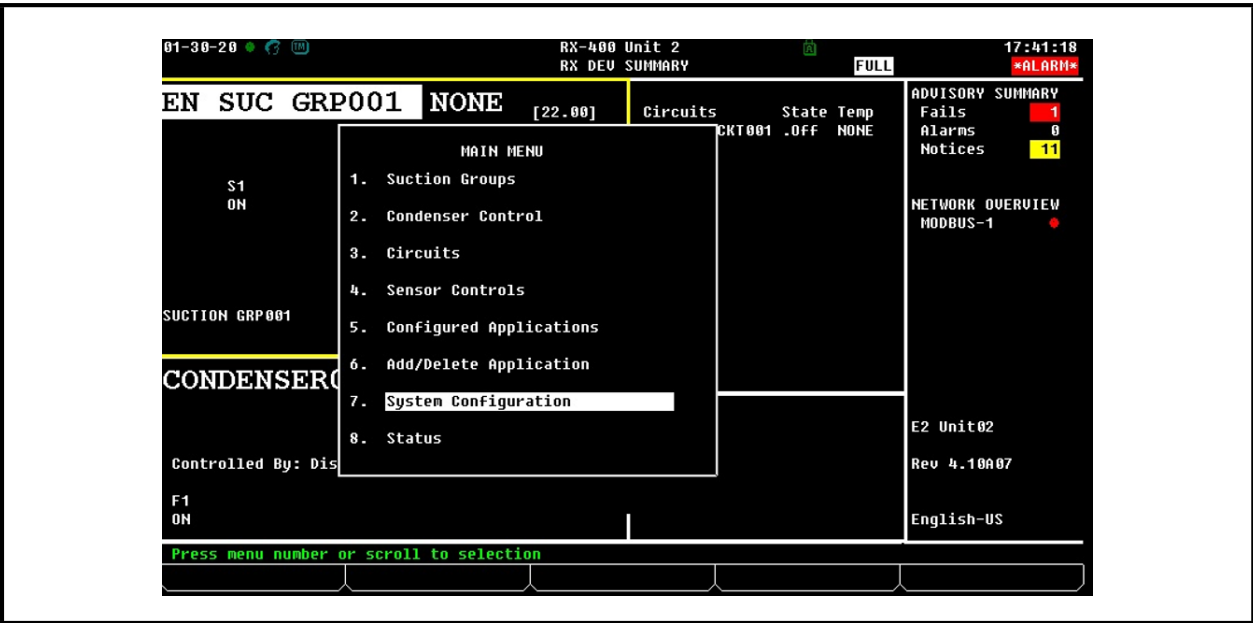 01-30-20 RX-400 Unit 2 17:41:18
RX DEV SUMMARY FULL *ALARM*
EN SUC GRP001 NONE [22.00]
Circuits State Temp
CKT001 .Off NONE
S1
ON
SUCTION GRP001
MAIN MENU
1. Suction Groups
2. Condenser Control
3. Circuits
4. Sensor Controls
5. Configured Applications
6. Add/Delete Application
7. System Configuration
8. Status
CONDENSER
Controlled By: Dis
F1
ON
ADVISORY SUMMARY
Fails 1
Alarms 0
Notices 11
NETWORK OVERVIEW
MODBUS-1
E2 Unit02
Rev 4.10A07
English-US
Press menu number or scroll to selection